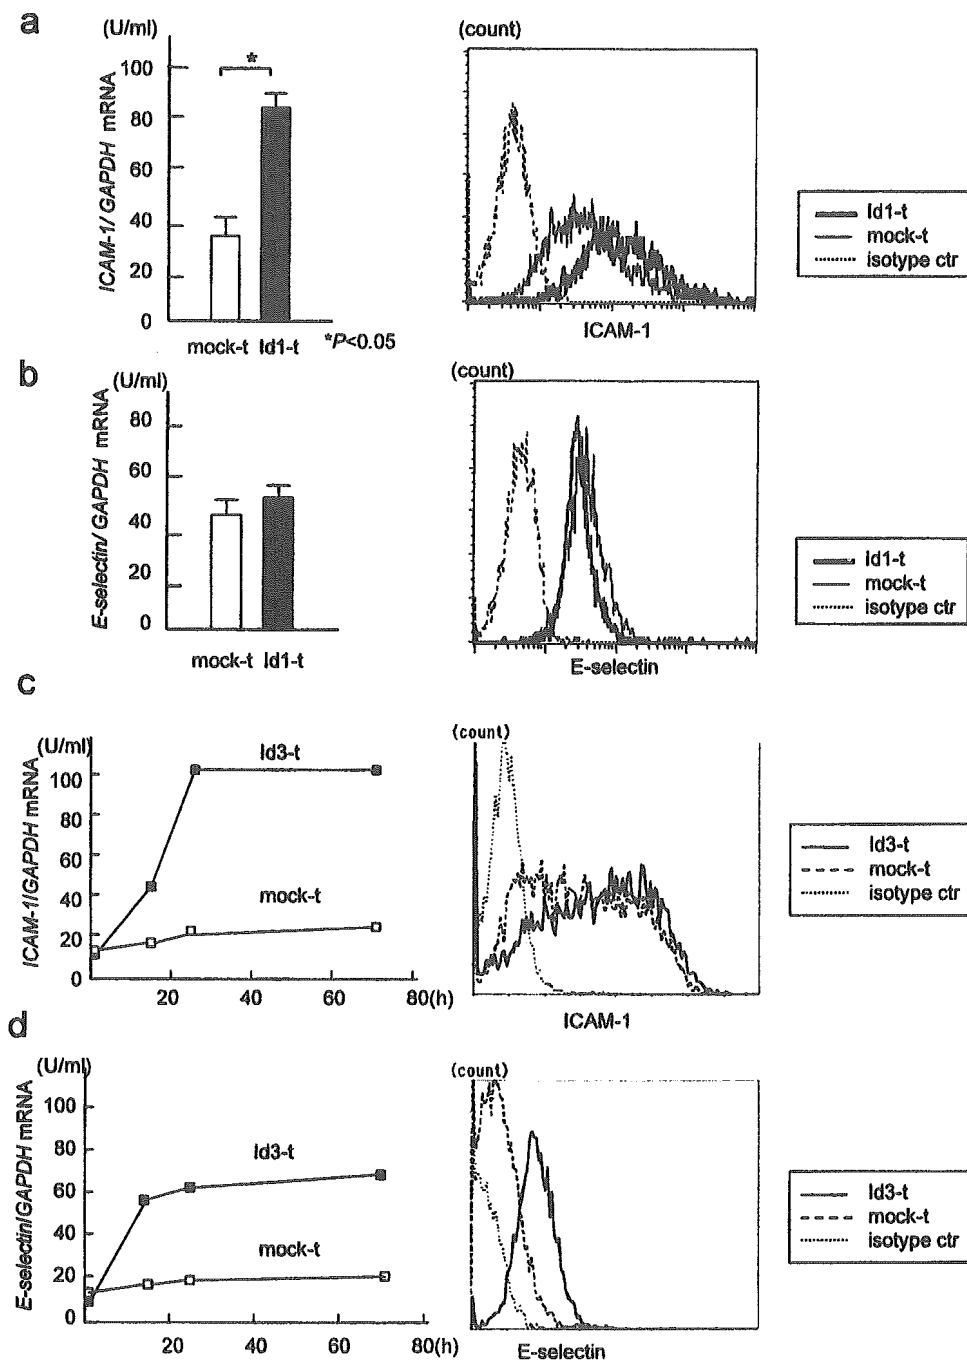 a
(U/ml)
ICAM-1/ GAPDH mRNA
100
80
60
40
20
0
*
mock-t Id1-t
*P<0.05
(count)
ICAM-1
Id1-t
mock-t
isotype ctr
b
(U/ml)
E-selectin/ GAPDH mRNA
80
60
40
20
0
mock-t Id1-t
(count)
E-selectin
Id1-t
mock-t
isotype ctr
c
(U/ml)
ICAM-1/GAPDH mRNA
100
80
60
40
20
0
Id3-t
mock-t
20 40 60 80(h)
(count)
ICAM-1
Id3-t
mock-t
isotype ctr
d
(U/ml)
E-selectin/GAPDH mRNA
100
80
60
40
20
0
Id3-t
mock-t
20 40 60 80(h)
(count)
E-selectin
Id3-t
mock-t
isotype ctr